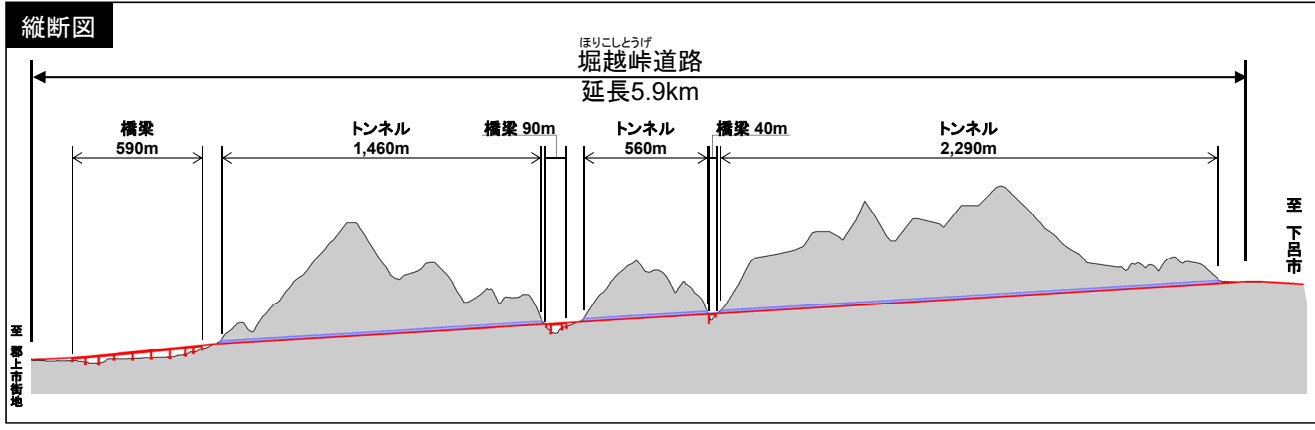 縦断図
ほりこしとうげ
堀越峠道路
延長5.9km
橋梁
590m
トンネル
1,460m
橋梁 90m
トンネル
560m
橋梁 40m
トンネル
2,290m
至 下呂市
至 郡上市街地